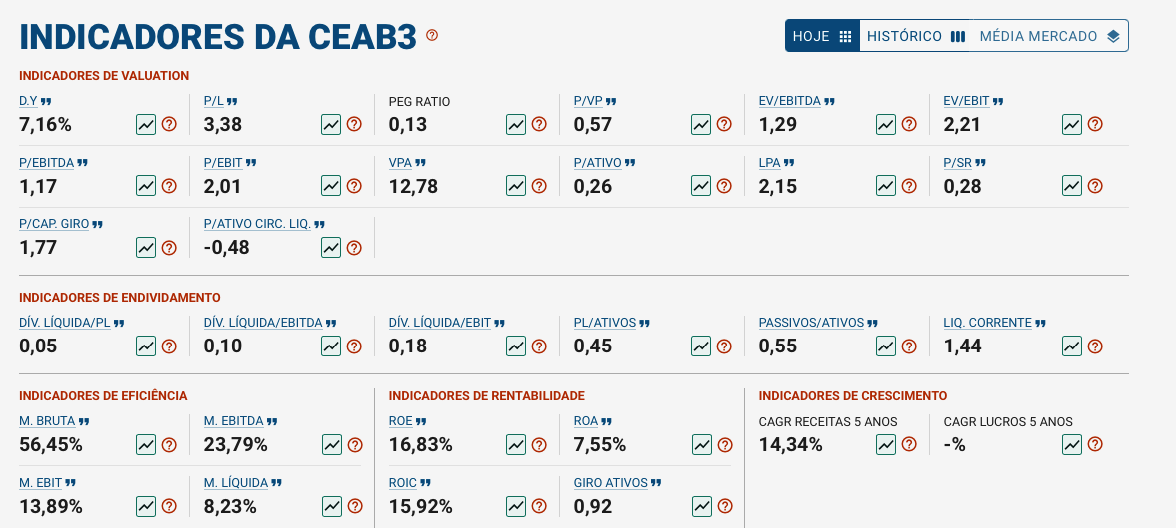 INDICADORES DA CEAB3
HOJE HISTÓRICO MÉDIA MERCADO
INDICADORES DE VALUATION
D.Y P/L PEG RATIO P/VP EV/EBITDA EV/EBIT
7,16% 3,38 0,13 0,57 1,29 2,21
P/EBITDA P/EBIT VPA P/ATIVO LPA P/SR
1,17 2,01 12,78 0,26 2,15 0,28
P/CAP. GIRO P/ATIVO CIRC. LIQ.
1,77 -0,48
INDICADORES DE ENDIVIDAMENTO
DÍV. LÍQUIDA/PL DÍV. LÍQUIDA/EBITDA DÍV. LÍQUIDA/EBIT PL/ATIVOS PASSIVOS/ATIVOS LIQ. CORRENTE
0,05 0,10 0,18 0,45 0,55 1,44
INDICADORES DE EFICIÊNCIA INDICADORES DE RENTABILIDADE INDICADORES DE CRESCIMENTO
M. BRUTA M. EBITDA ROE ROA CAGR RECEITAS 5 ANOS CAGR LUCROS 5 ANOS
56,45% 23,79% 16,83% 7,55% 14,34% -%
M. EBIT M. LÍQUIDA ROIC GIRO ATIVOS
13,89% 8,23% 15,92% 0,92